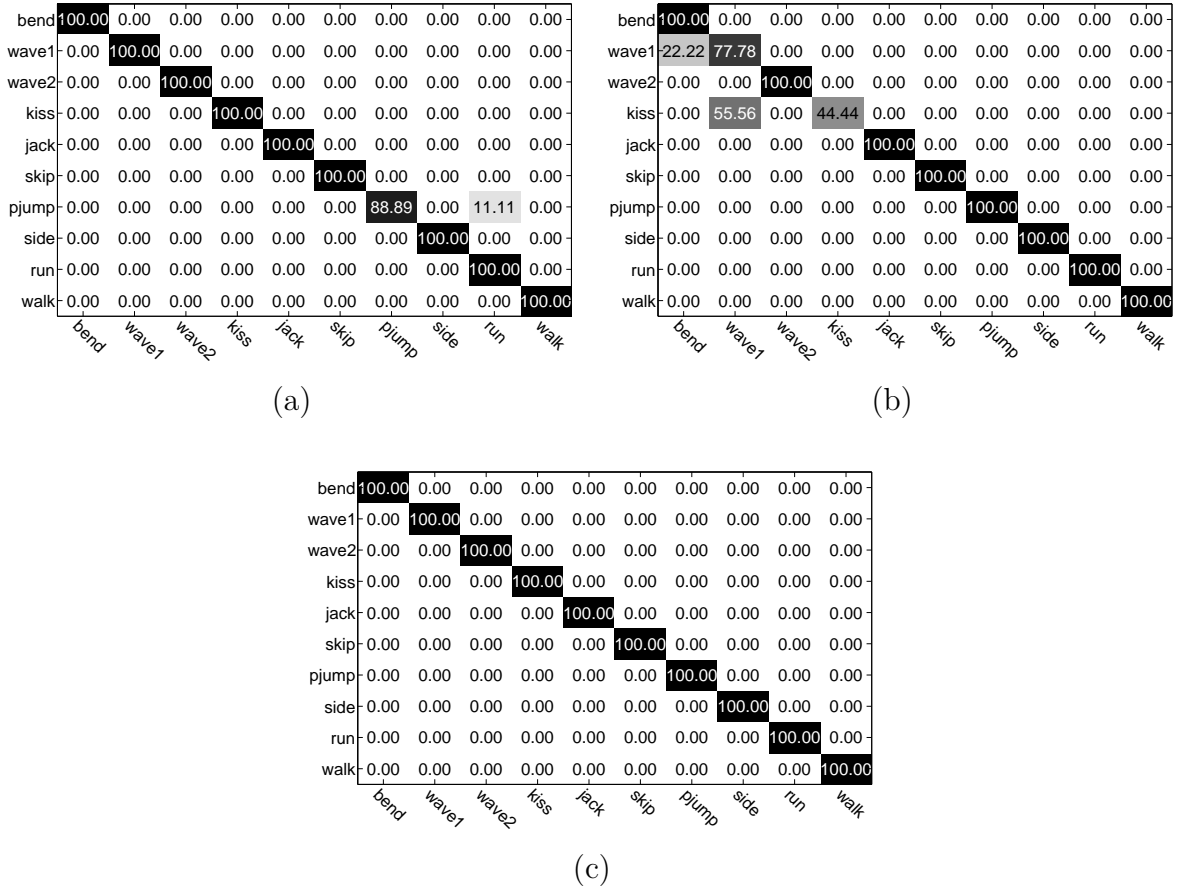 bend 100.00 0.00 0.00 0.00 0.00 0.00 0.00 0.00 0.00 0.00
wave1 0.00 100.00 0.00 0.00 0.00 0.00 0.00 0.00 0.00 0.00
wave2 0.00 0.00 100.00 0.00 0.00 0.00 0.00 0.00 0.00 0.00
kiss 0.00 0.00 0.00 100.00 0.00 0.00 0.00 0.00 0.00 0.00
jack 0.00 0.00 0.00 0.00 100.00 0.00 0.00 0.00 0.00 0.00
skip 0.00 0.00 0.00 0.00 0.00 100.00 0.00 0.00 0.00 0.00
pjump 0.00 0.00 0.00 0.00 0.00 0.00 88.89 0.00 11.11 0.00
side 0.00 0.00 0.00 0.00 0.00 0.00 0.00 100.00 0.00 0.00
run 0.00 0.00 0.00 0.00 0.00 0.00 0.00 0.00 100.00 0.00
walk 0.00 0.00 0.00 0.00 0.00 0.00 0.00 0.00 0.00 100.00
bend wave1 wave2 kiss jack skip pjump side run walk
(a)
bend 100.00 0.00 0.00 0.00 0.00 0.00 0.00 0.00 0.00 0.00
wave1 22.22 77.78 0.00 0.00 0.00 0.00 0.00 0.00 0.00 0.00
wave2 0.00 0.00 100.00 0.00 0.00 0.00 0.00 0.00 0.00 0.00
kiss 0.00 55.56 0.00 44.44 0.00 0.00 0.00 0.00 0.00 0.00
jack 0.00 0.00 0.00 0.00 100.00 0.00 0.00 0.00 0.00 0.00
skip 0.00 0.00 0.00 0.00 0.00 100.00 0.00 0.00 0.00 0.00
pjump 0.00 0.00 0.00 0.00 0.00 0.00 100.00 0.00 0.00 0.00
side 0.00 0.00 0.00 0.00 0.00 0.00 0.00 100.00 0.00 0.00
run 0.00 0.00 0.00 0.00 0.00 0.00 0.00 0.00 100.00 0.00
walk 0.00 0.00 0.00 0.00 0.00 0.00 0.00 0.00 0.00 100.00
bend wave1 wave2 kiss jack skip pjump side run walk
(b)
bend 100.00 0.00 0.00 0.00 0.00 0.00 0.00 0.00 0.00 0.00
wave1 0.00 100.00 0.00 0.00 0.00 0.00 0.00 0.00 0.00 0.00
wave2 0.00 0.00 100.00 0.00 0.00 0.00 0.00 0.00 0.00 0.00
kiss 0.00 0.00 0.00 100.00 0.00 0.00 0.00 0.00 0.00 0.00
jack 0.00 0.00 0.00 0.00 100.00 0.00 0.00 0.00 0.00 0.00
skip 0.00 0.00 0.00 0.00 0.00 100.00 0.00 0.00 0.00 0.00
pjump 0.00 0.00 0.00 0.00 0.00 0.00 100.00 0.00 0.00 0.00
side 0.00 0.00 0.00 0.00 0.00 0.00 0.00 100.00 0.00 0.00
run 0.00 0.00 0.00 0.00 0.00 0.00 0.00 0.00 100.00 0.00
walk 0.00 0.00 0.00 0.00 0.00 0.00 0.00 0.00 0.00 100.00
bend wave1 wave2 kiss jack skip pjump side run walk
(c)